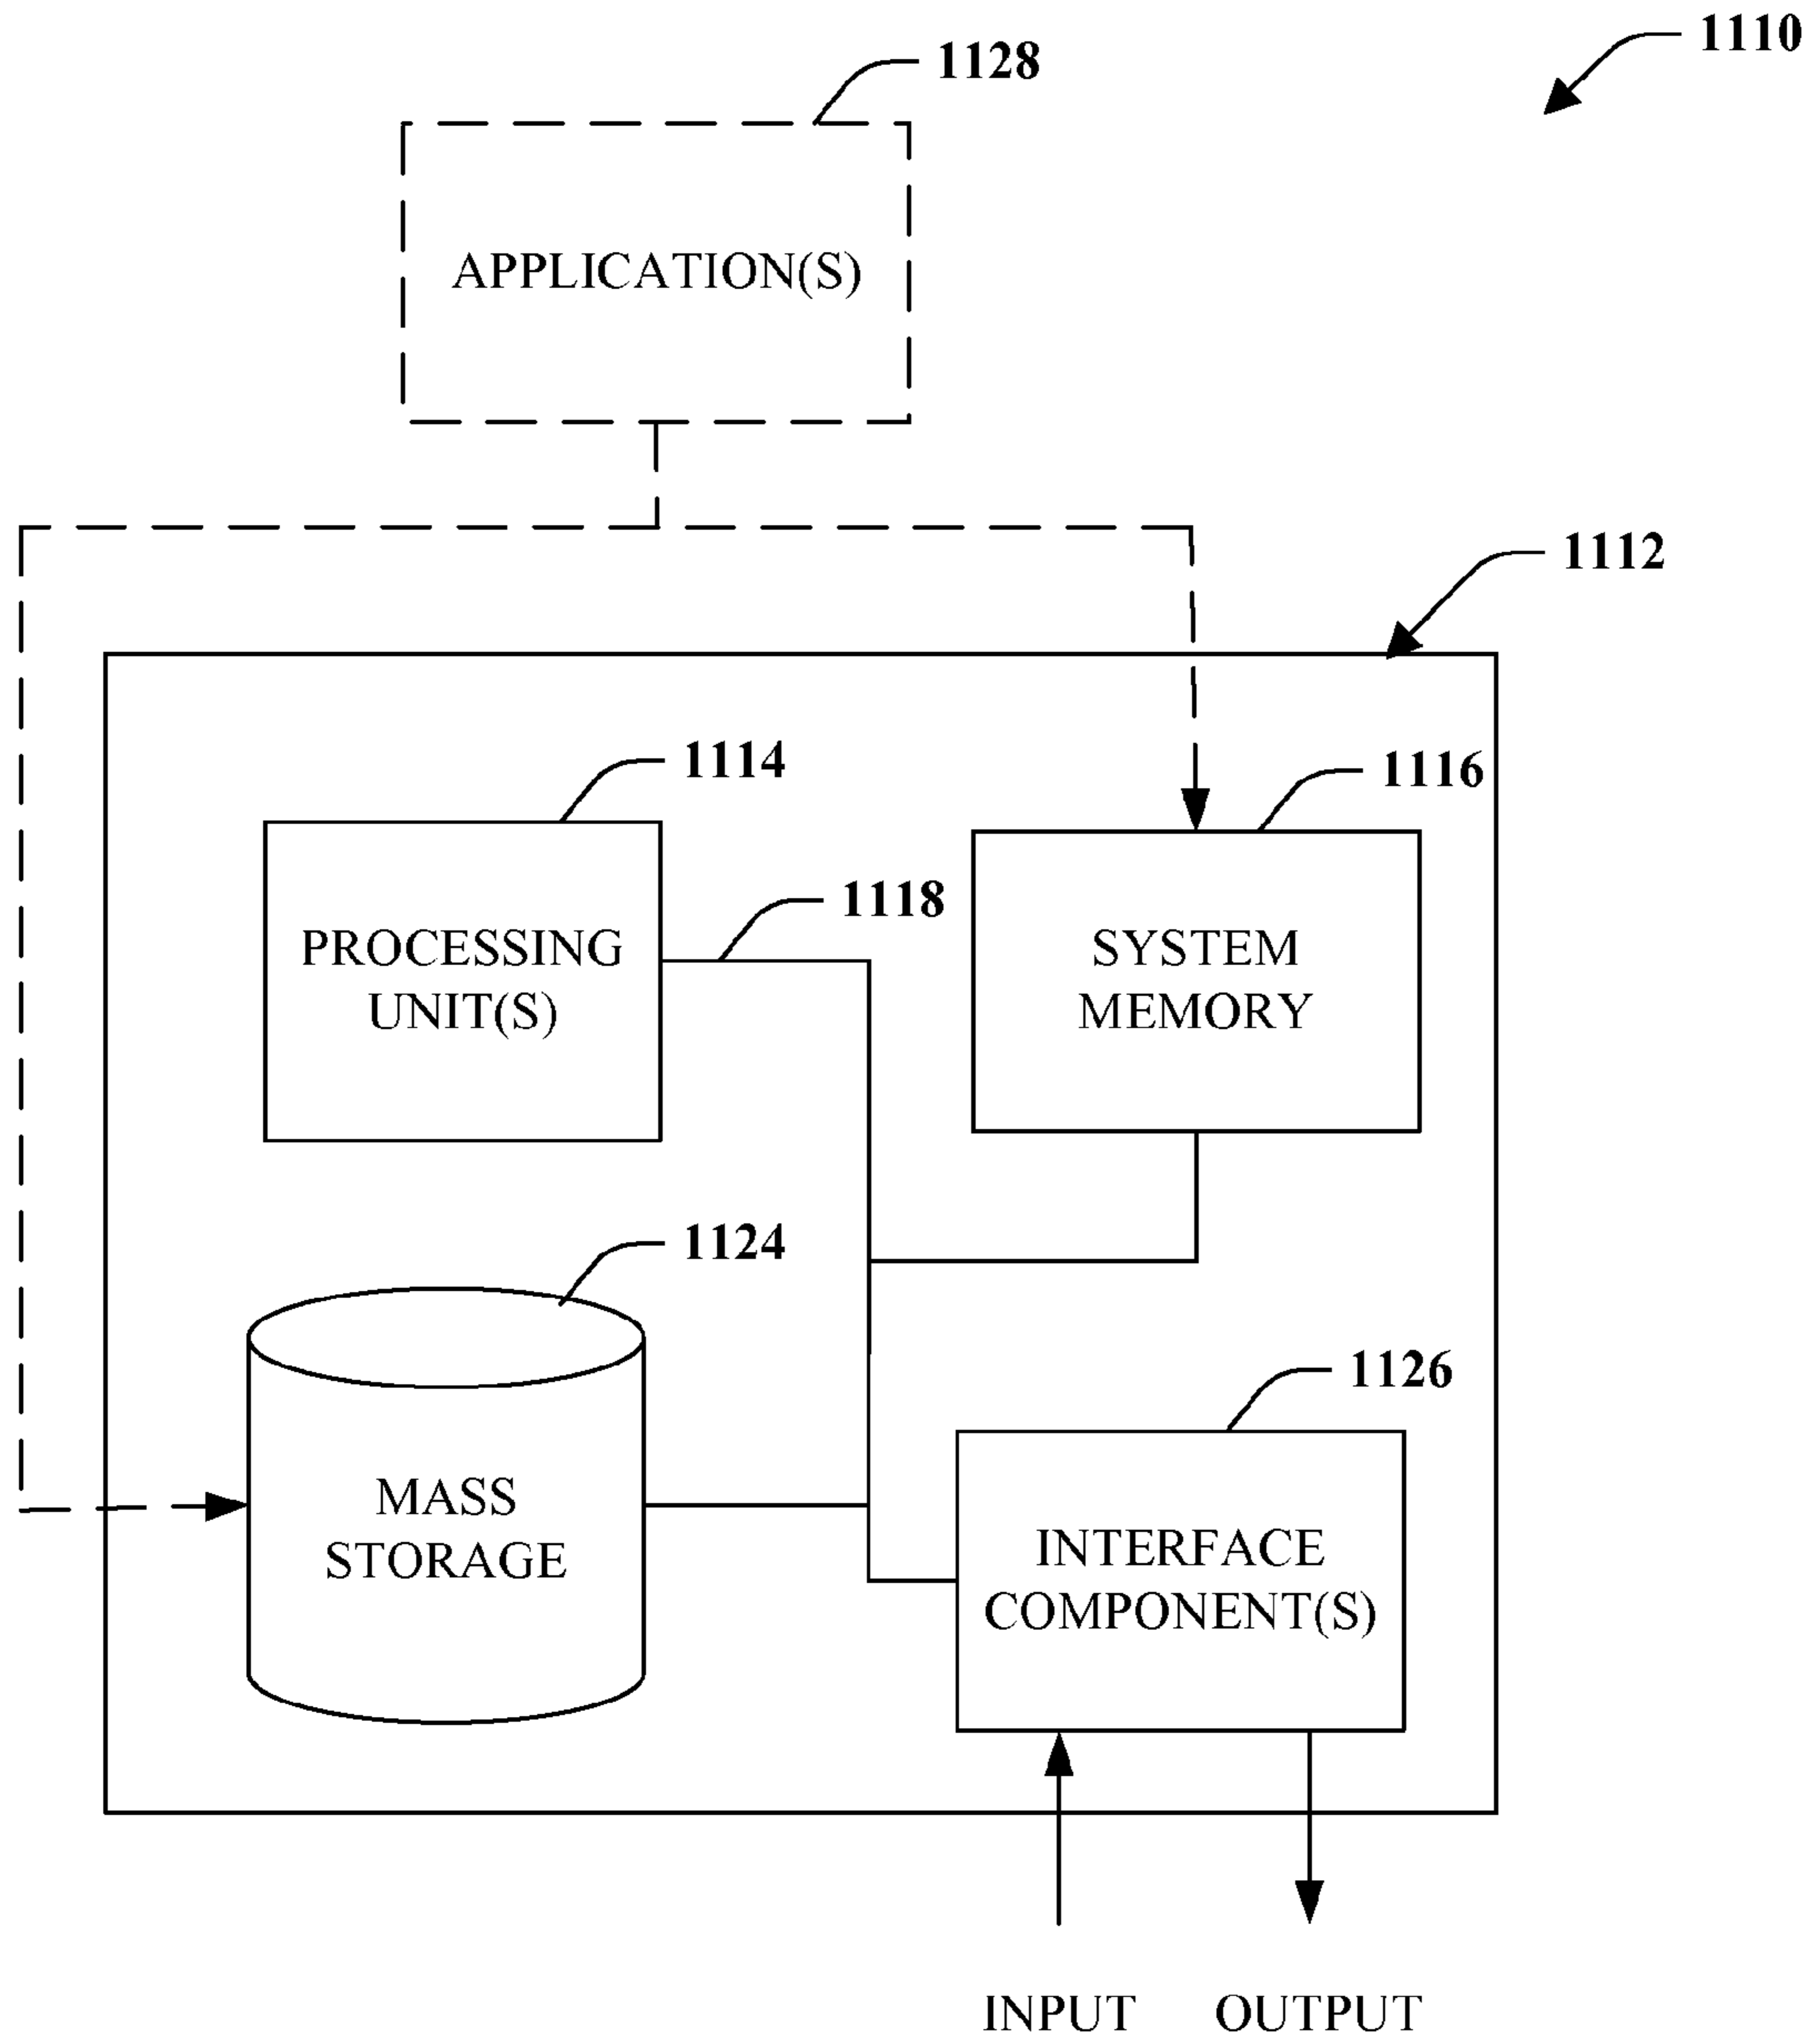 1110
1128
APPLICATION(S)
1112
1114
1116
1118
PROCESSING
UNIT(S)
SYSTEM
MEMORY
1124
1126
MASS
STORAGE
INTERFACE
COMPONENT(S)
INPUT
OUTPUT